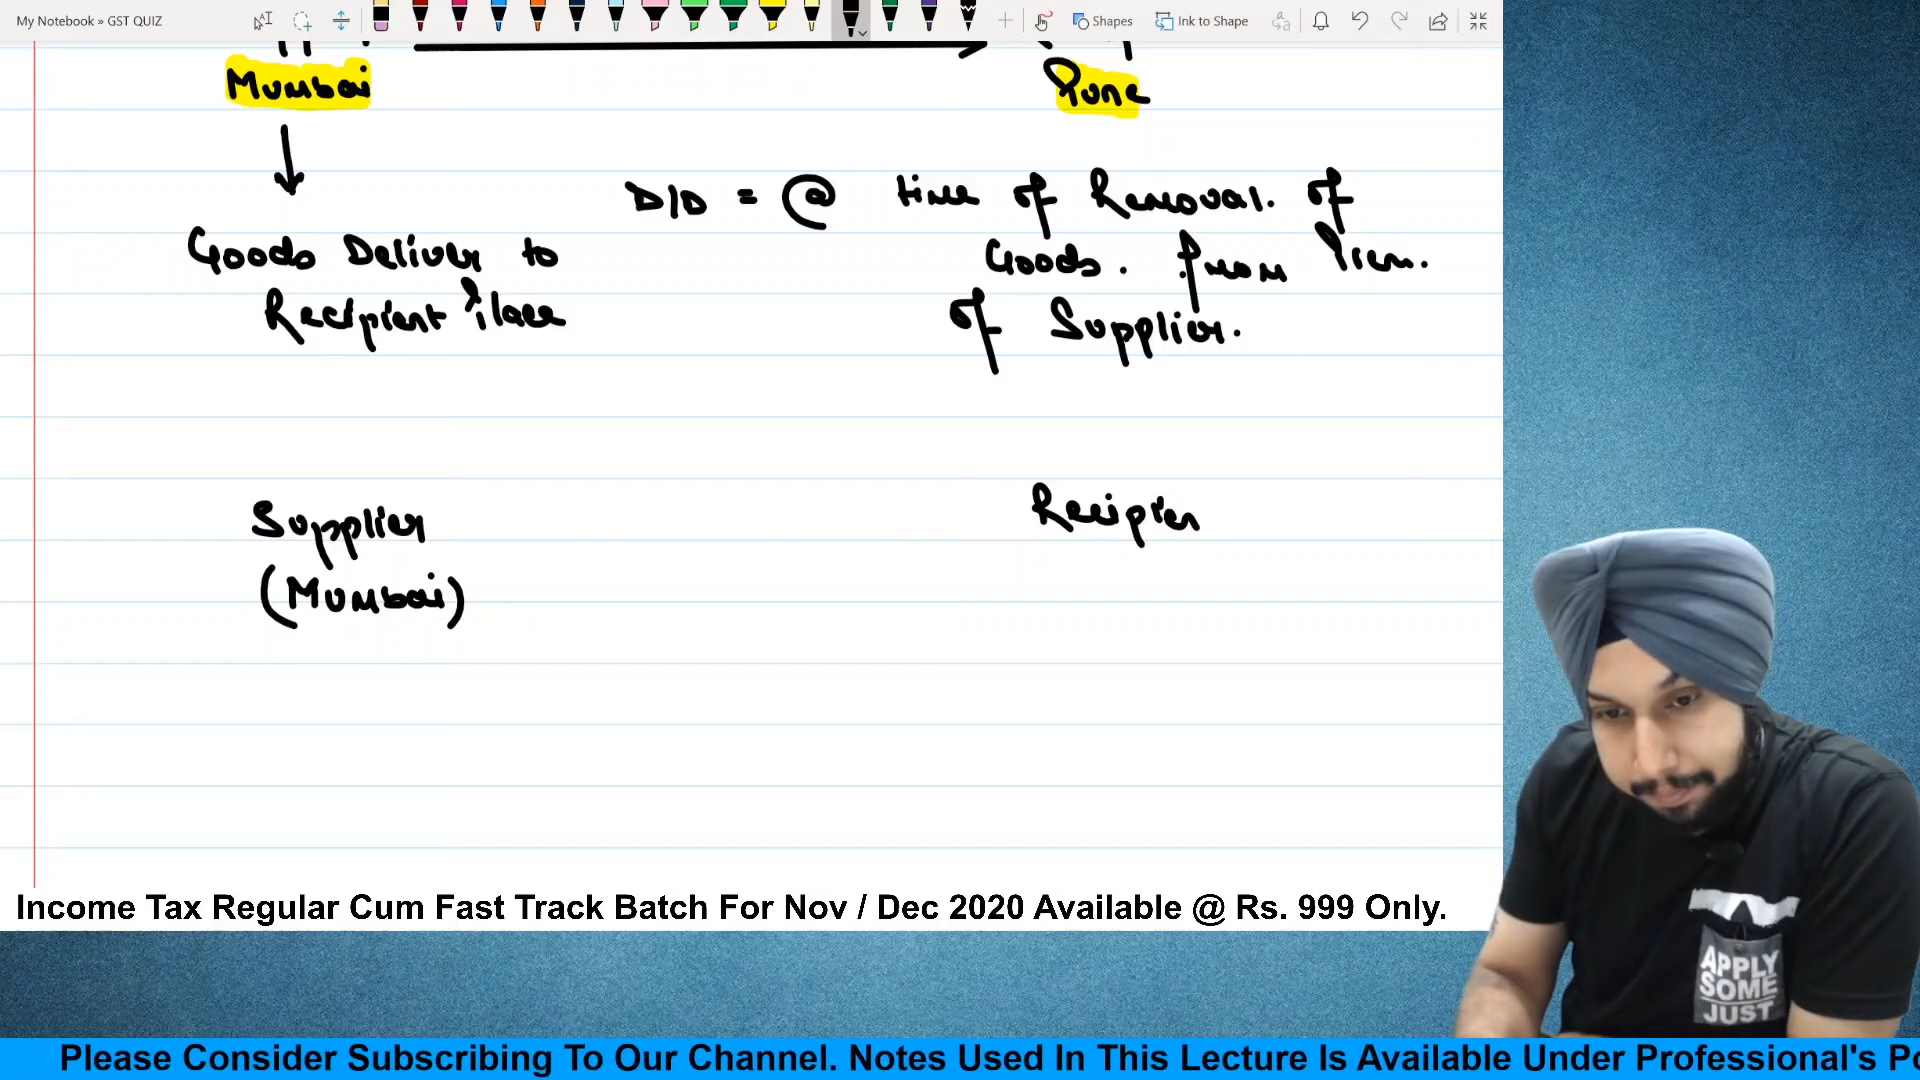 My Notebook » GST QUIZ
Shapes
Ink to Shape
Mumbai
Pune
D/D = @ time of Removal. of
Goods. from Prem.
of Supplier.
Goods Deliver to
Recipient Place
Supplier
(Mumbai)
Recipien
Income Tax Regular Cum Fast Track Batch For Nov / Dec 2020 Available @ Rs. 999 Only.
APPLY
SOME
JUST
Please Consider Subscribing To Our Channel. Notes Used In This Lecture Is Available Under Professional's Po